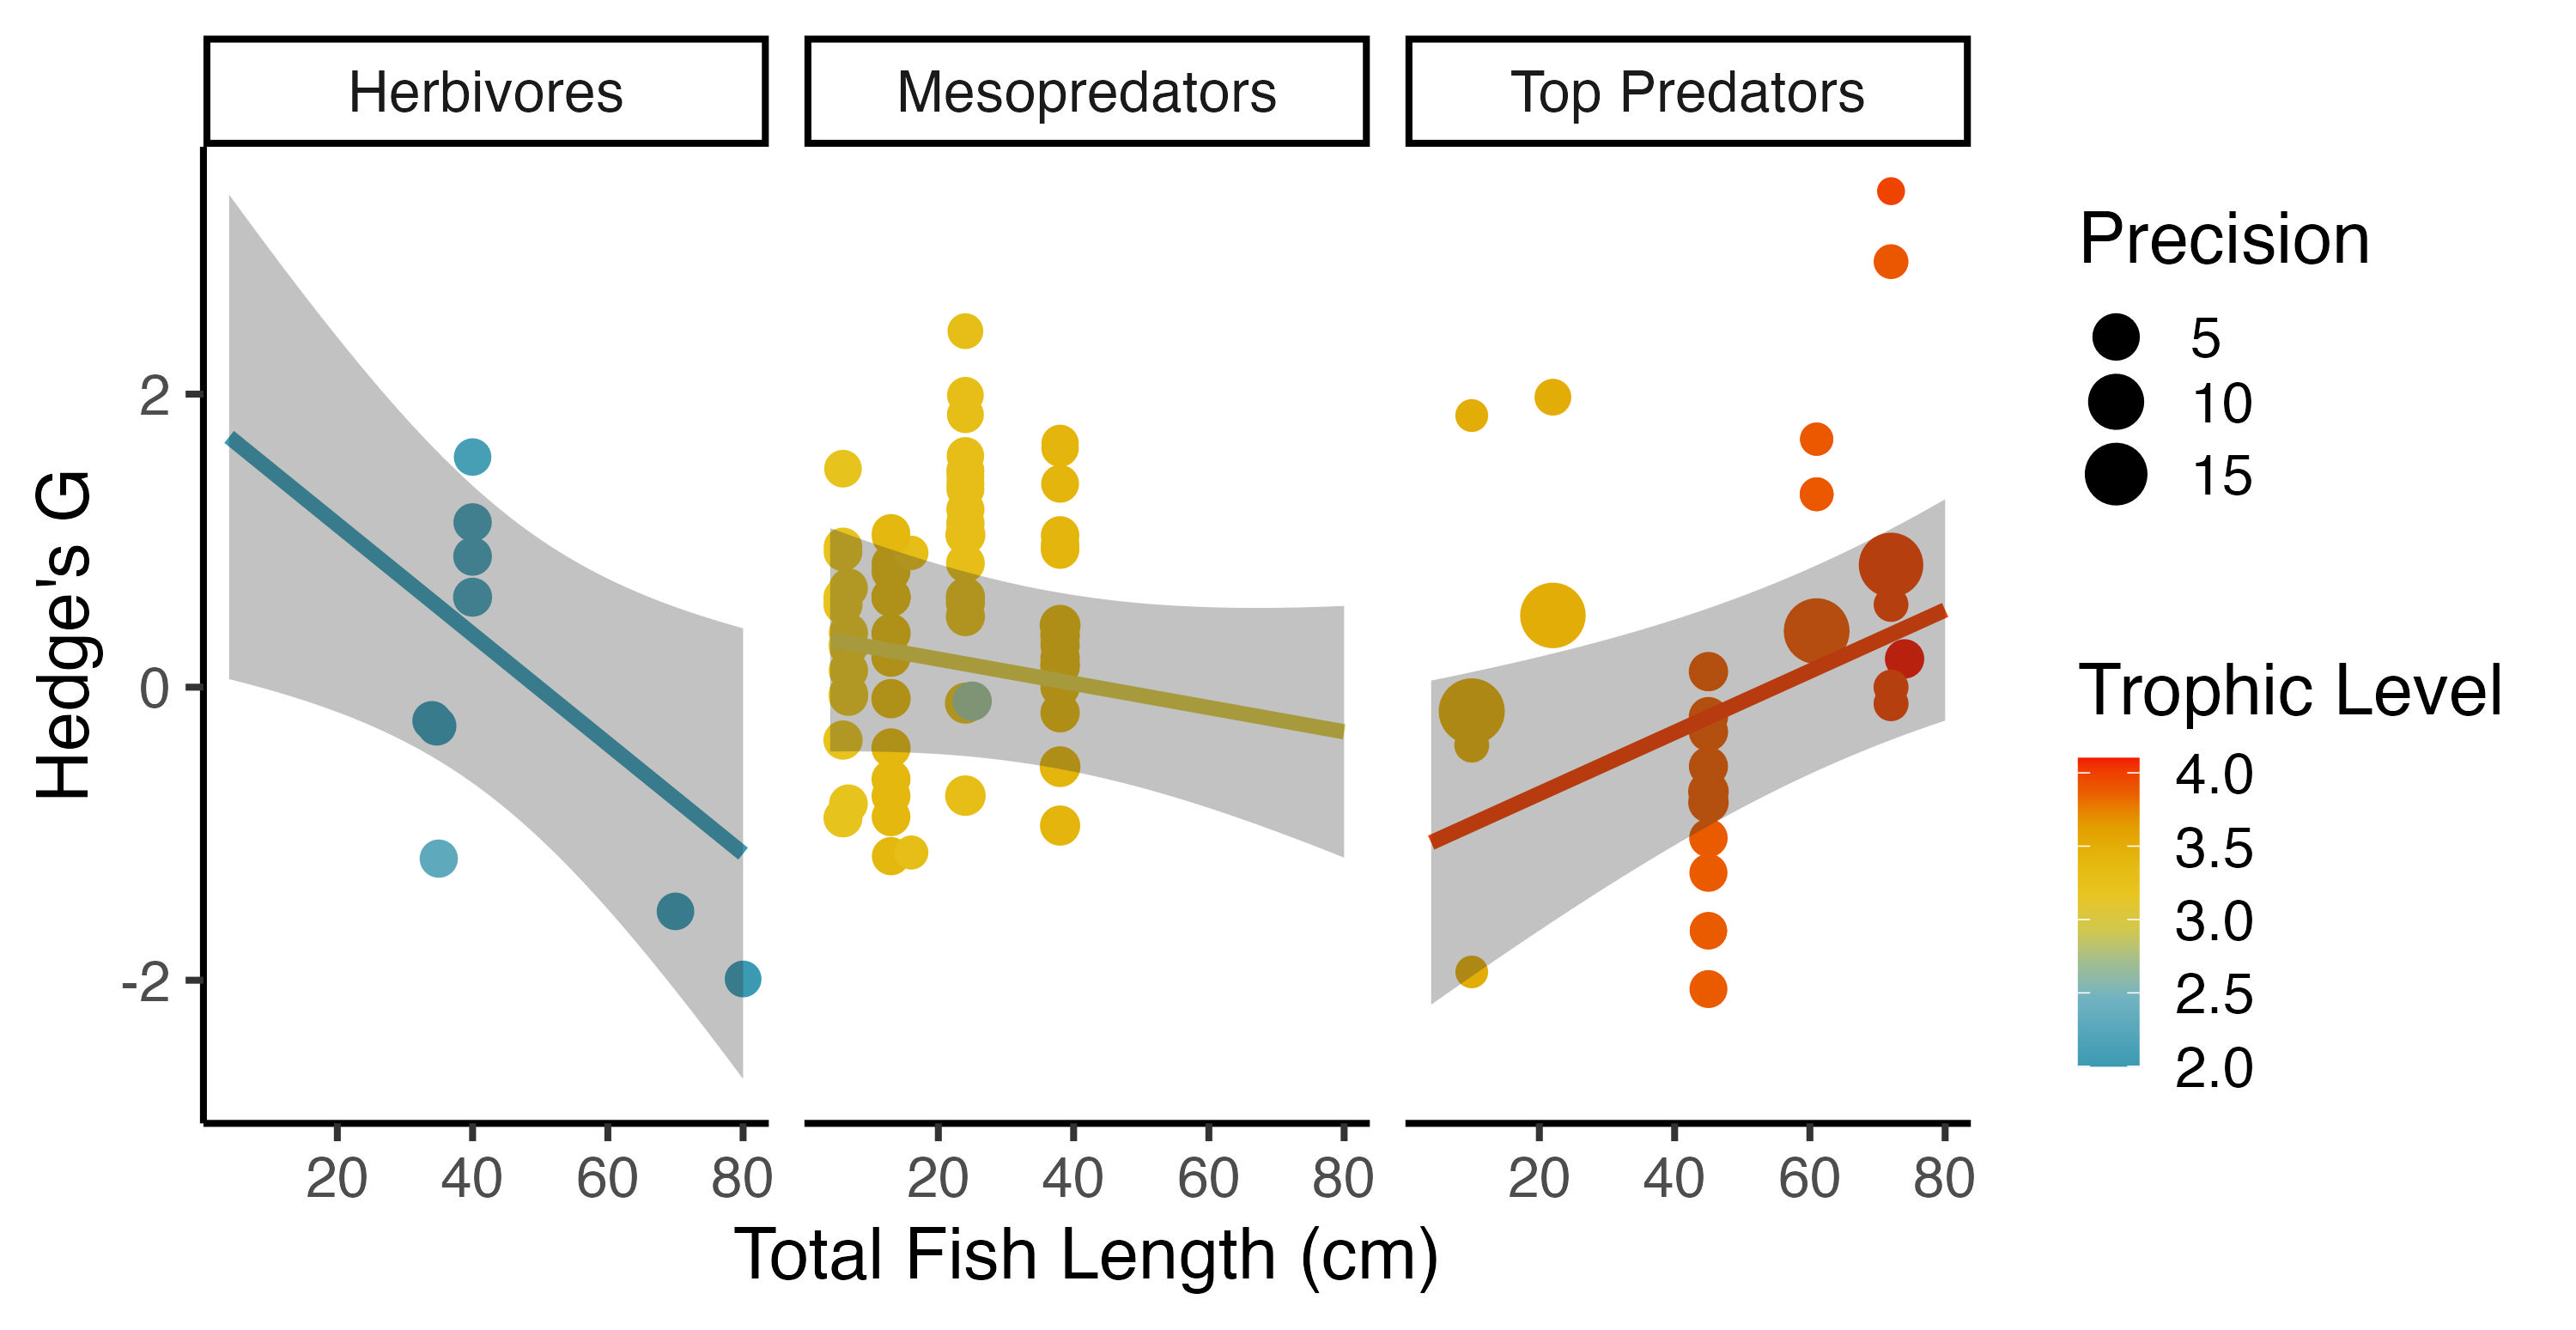 Herbivores
Mesopredators
Top Predators
Hedge's G
2
0
-2
20 40 60 80
20 40 60 80
20 40 60 80
Total Fish Length (cm)
Precision
5
10
15
Trophic Level
4.0
3.5
3.0
2.5
2.0